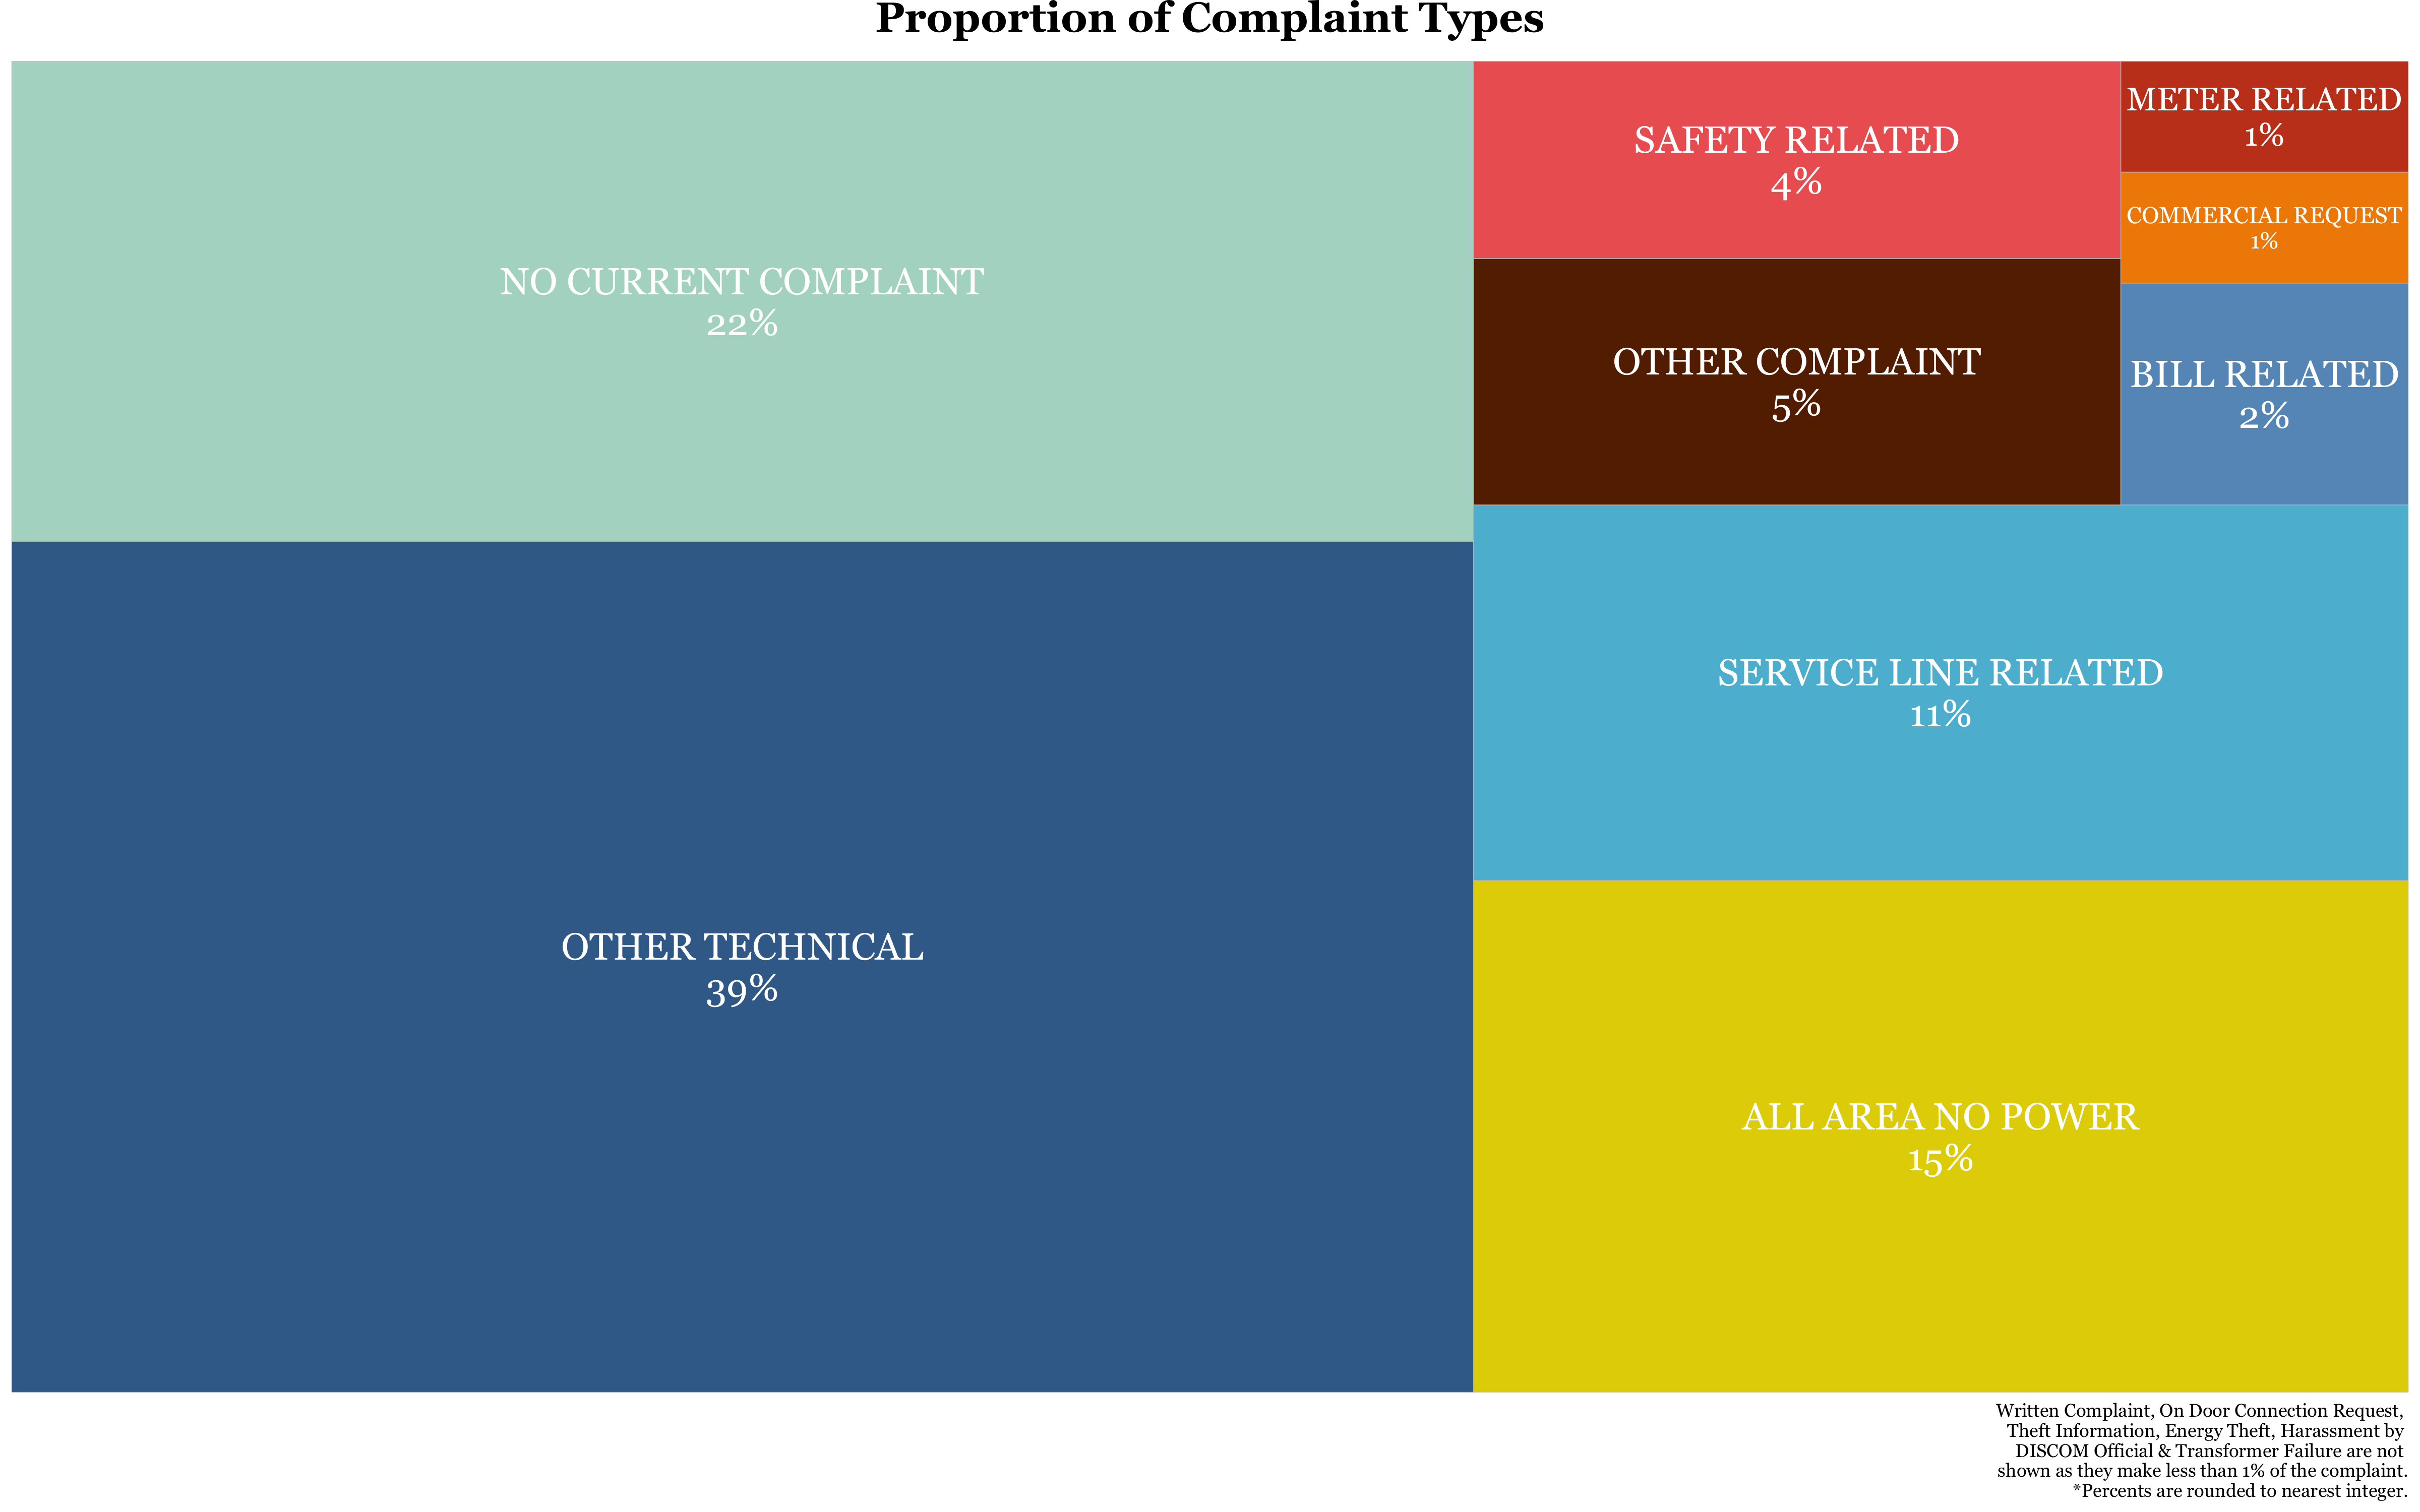 Proportion of Complaint Types
NO CURRENT COMPLAINT
22%
SAFETY RELATED
4%
METER RELATED
1%
COMMERCIAL REQUEST
1%
OTHER COMPLAINT
5%
BILL RELATED
2%
SERVICE LINE RELATED
11%
OTHER TECHNICAL
39%
ALL AREA NO POWER
15%
Written Complaint, On Door Connection Request,
Theft Information, Energy Theft, Harassment by
DISCOM Official & Transformer Failure are not
shown as they make less than 1% of the complaint.
*Percents are rounded to nearest integer.